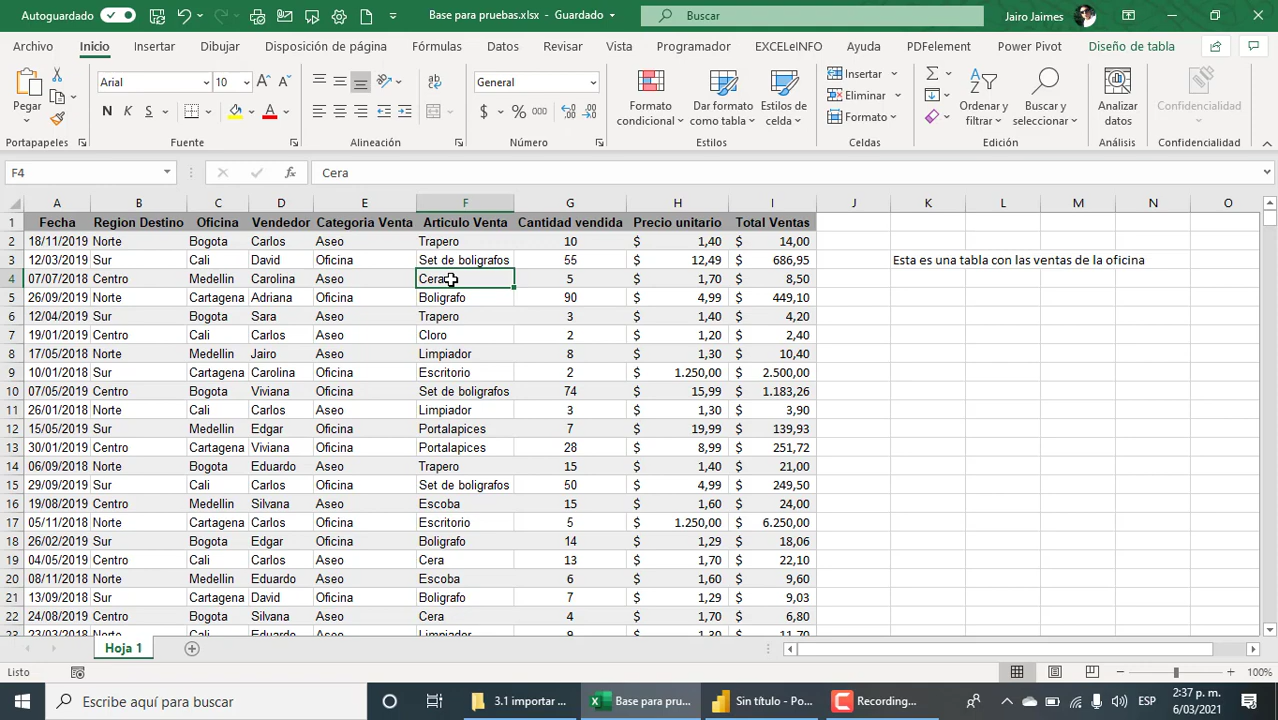 Autoguardado
Base para pruebas.xlsx - Guardado
Buscar
Jairo Jaimes
Archivo Inicio Insertar Dibujar Disposición de página Fórmulas Datos Revisar Vista Programador EXCELeINFO Ayuda PDFelement Power Pivot Diseño de tabla
Pegar
Arial 10
N K S
General
$ % 000
Formato condicional
Dar formato como tabla
Estilos de celda
Insertar
Eliminar
Formato
Ordenar y filtrar
Buscar y seleccionar
Analizar datos
Confidencialidad
Portapapeles Fuente Alineación Número Estilos Celdas Edición Análisis Confidencialidad
F4 fx Cera
A B C D E F G H I J K L M N O
1 Fecha Region Destino Oficina Vendedor Categoria Venta Articulo Venta Cantidad vendida Precio unitario Total Ventas
2 18/11/2019 Norte Bogota Carlos Aseo Trapero 10 $ 1,40 $ 14,00
3 12/03/2019 Sur Cali David Oficina Set de boligrafos 55 $ 12,49 $ 686,95 Esta es una tabla con las ventas de la oficina
4 07/07/2018 Centro Medellin Carolina Aseo Cera 5 $ 1,70 $ 8,50
5 26/09/2019 Norte Cartagena Adriana Oficina Boligrafo 90 $ 4,99 $ 449,10
6 12/04/2019 Sur Bogota Sara Aseo Trapero 3 $ 1,40 $ 4,20
7 19/01/2019 Centro Cali Carlos Aseo Cloro 2 $ 1,20 $ 2,40
8 17/05/2018 Norte Medellin Jairo Aseo Limpiador 8 $ 1,30 $ 10,40
9 10/01/2018 Sur Cartagena Carolina Oficina Escritorio 2 $ 1.250,00 $ 2.500,00
10 07/05/2019 Centro Bogota Viviana Oficina Set de boligrafos 74 $ 15,99 $ 1.183,26
11 26/01/2018 Norte Cali Carlos Aseo Limpiador 3 $ 1,30 $ 3,90
12 15/05/2019 Sur Medellin Edgar Oficina Portalapices 7 $ 19,99 $ 139,93
13 30/01/2019 Centro Cartagena Viviana Oficina Portalapices 28 $ 8,99 $ 251,72
14 06/09/2019 Norte Bogota Eduardo Aseo Trapero 15 $ 1,40 $ 21,00
15 29/09/2018 Sur Cali Carlos Oficina Set de boligrafos 50 $ 4,99 $ 249,50
16 19/08/2018 Centro Medellin Silvana Aseo Escoba 15 $ 1,60 $ 24,00
17 05/11/2018 Norte Cartagena Carlos Oficina Escritorio 5 $ 1.250,00 $ 6.250,00
18 26/02/2019 Sur Bogota Edgar Oficina Boligrafo 14 $ 1,29 $ 18,06
19 04/05/2019 Centro Cali Carlos Aseo Cera 13 $ 1,70 $ 22,10
20 08/11/2018 Norte Medellin Eduardo Aseo Escoba 6 $ 1,60 $ 9,60
21 13/09/2018 Sur Cartagena David Oficina Boligrafo 7 $ 1,29 $ 9,03
22 24/08/2019 Centro Bogota Silvana Aseo Cera 4 $ 1,70 $ 6,80
23 23/03/2018 Norte Cali Eduardo Aseo Limpiador 9 $ 1,30 $ 11,70
Hoja 1
Listo
100%
Escribe aquí para buscar
3.1 importar ...
Base para pru...
Sin título - Po...
Recording...
ESP
2:37 p. m.
6/03/2021